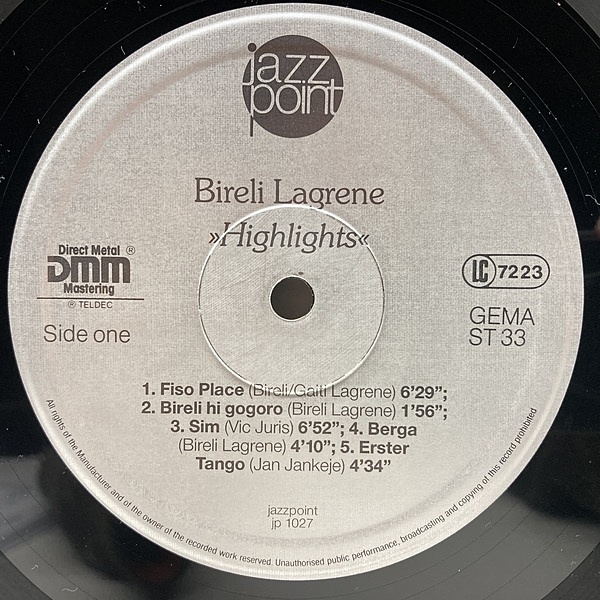 jazz
point
Bireli Lagrene
»Highlights«
Direct Metal ®
DMM
Mastering
℗ TELDEC
Side one
LC 7223
GEMA
ST 33
1. Fiso Place (Bireli/Gaiti Lagrene) 6’29”;
2. Bireli hi gogoro (Bireli Lagrene) 1’56”;
3. Sim (Vic Juris) 6’52”; 4. Berga
(Bireli Lagrene) 4’10”; 5. Erster
Tango (Jan Jankeje) 4’34”
jazzpoint
jp 1027
All rights of the Manufacturer and of the owner of the recorded work reserved. Unauthorised public performance, broadcasting and copying of this record prohibited